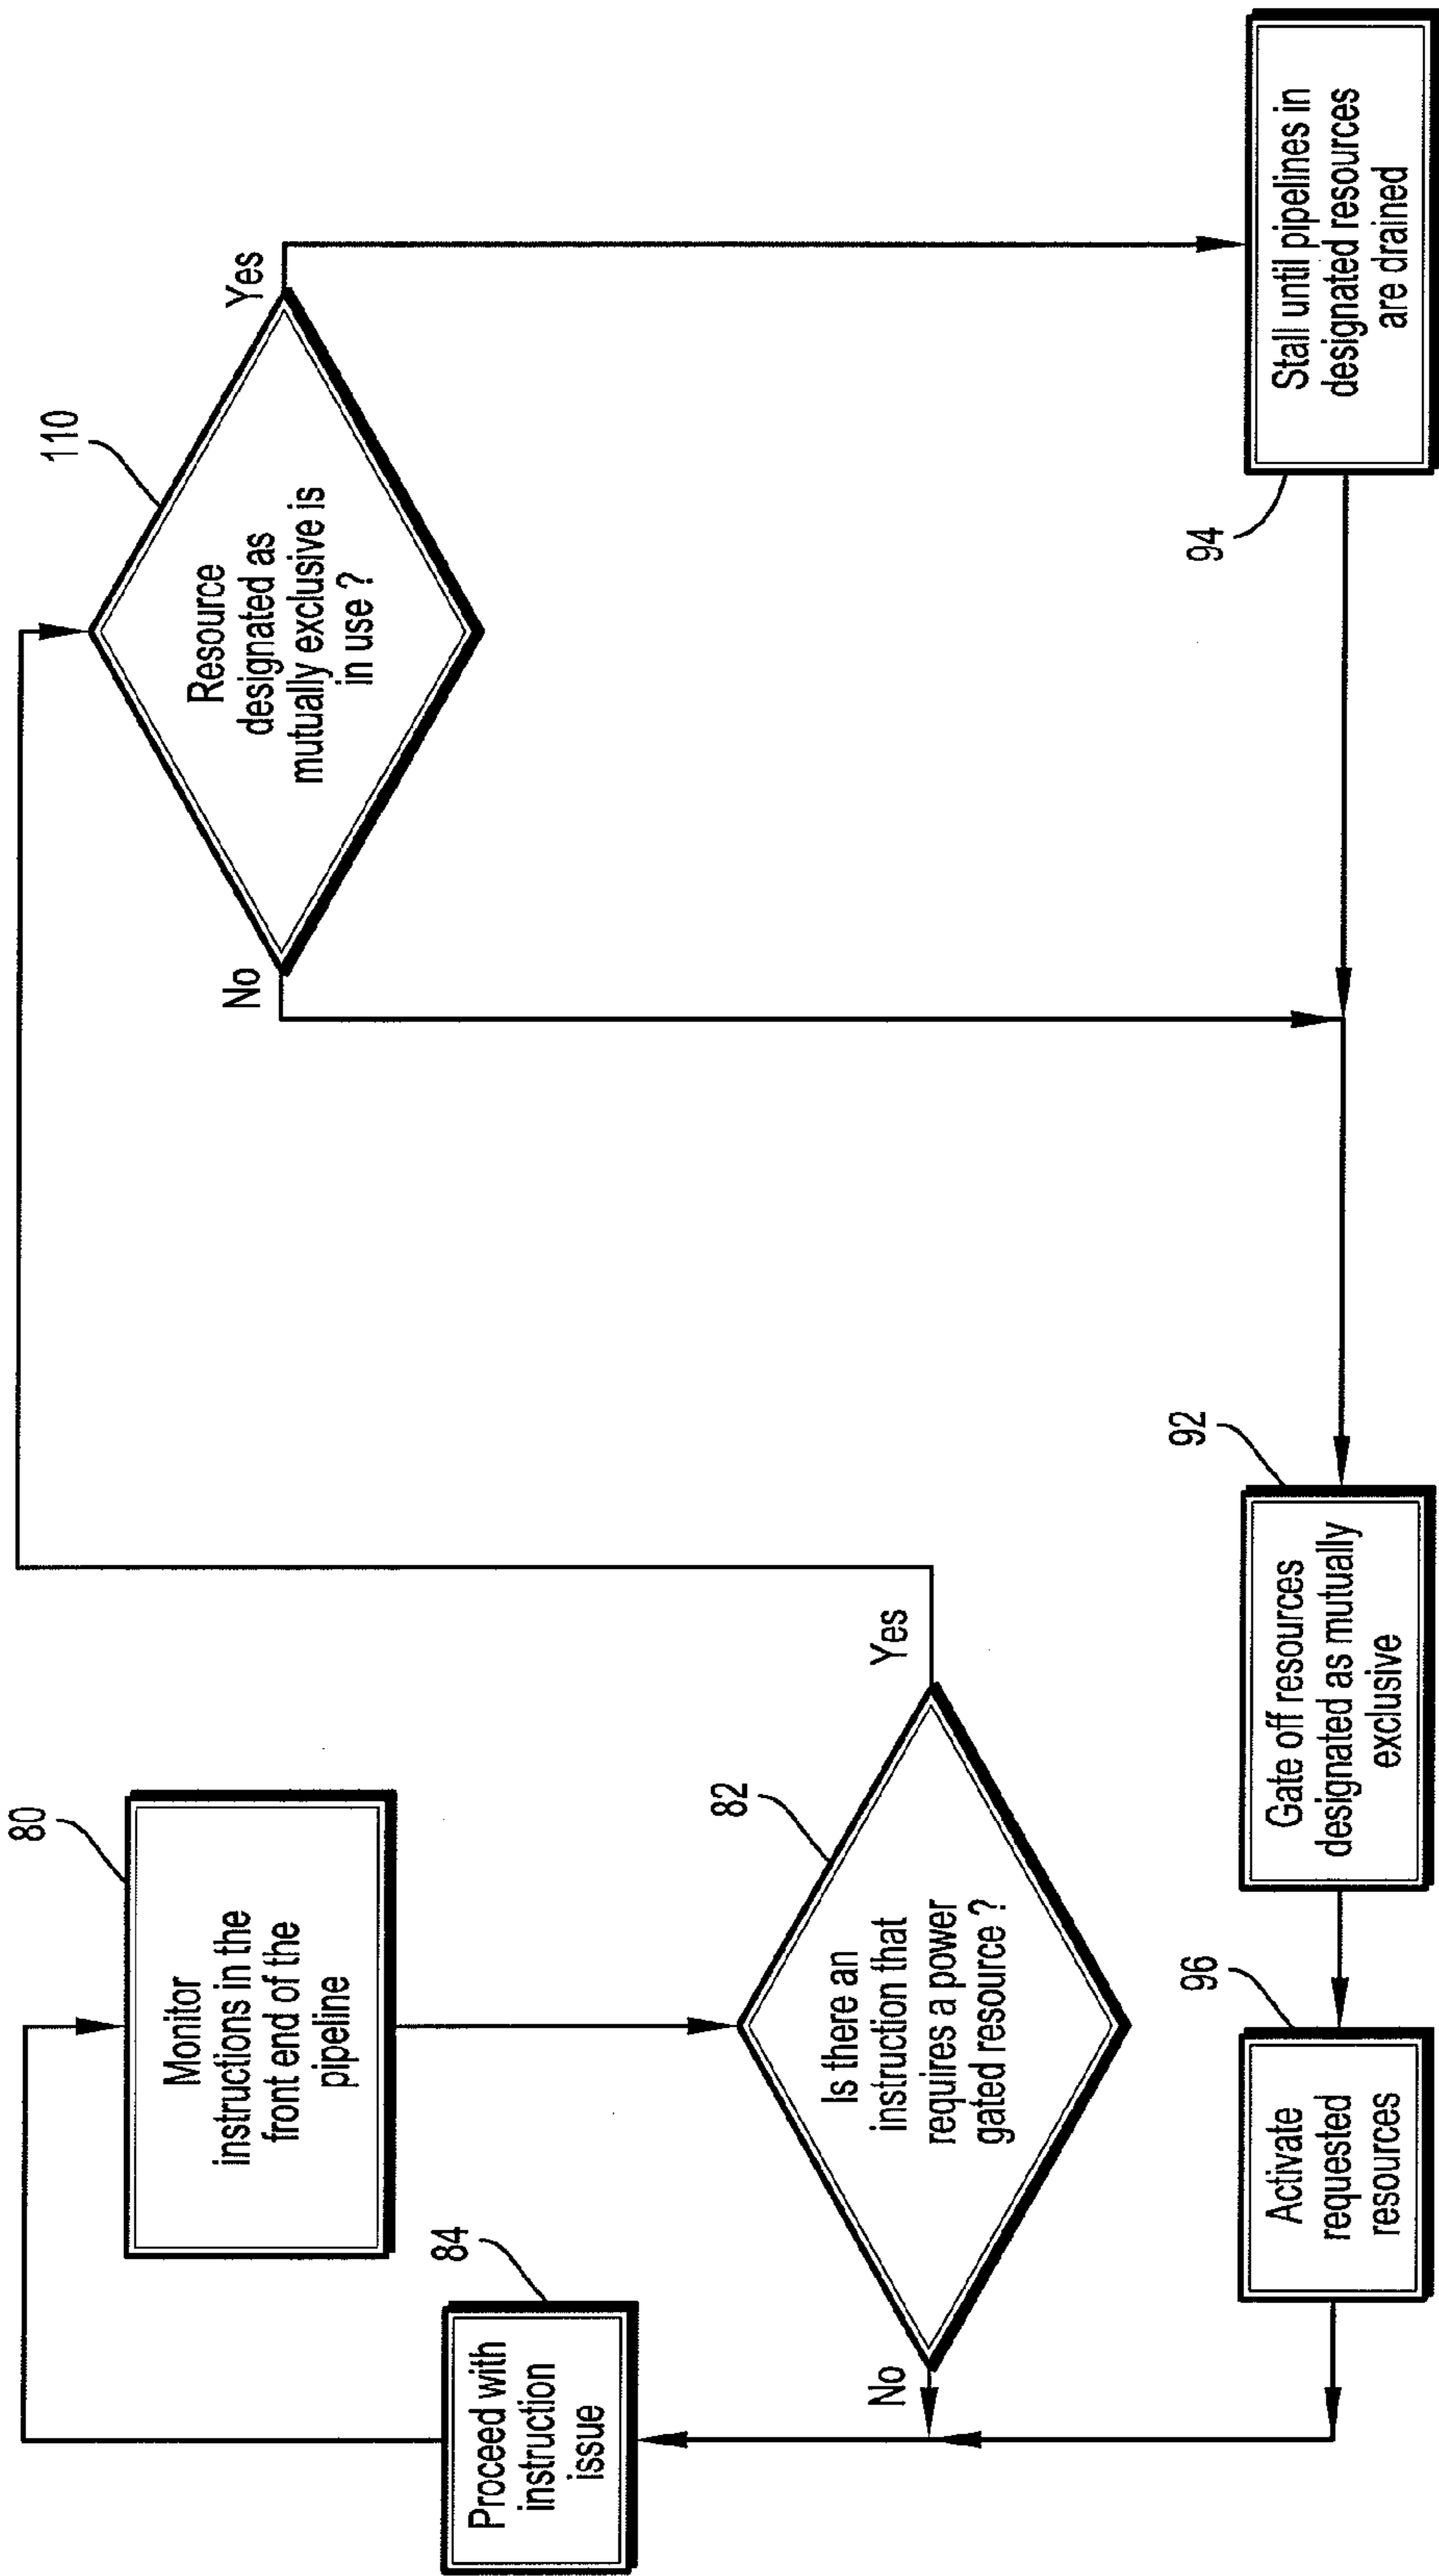 80
Monitor
instructions in the
front end of the
pipeline
84
Proceed with
instruction
issue
82
Is there an
instruction that
requires a power
gated resource ?
No
Yes
110
Resource
designated as
mutually exclusive is
in use ?
No
Yes
96
Activate
requested
resources
92
Gate off resources
designated as mutually
exclusive
94
Stall until pipelines in
designated resources
are drained